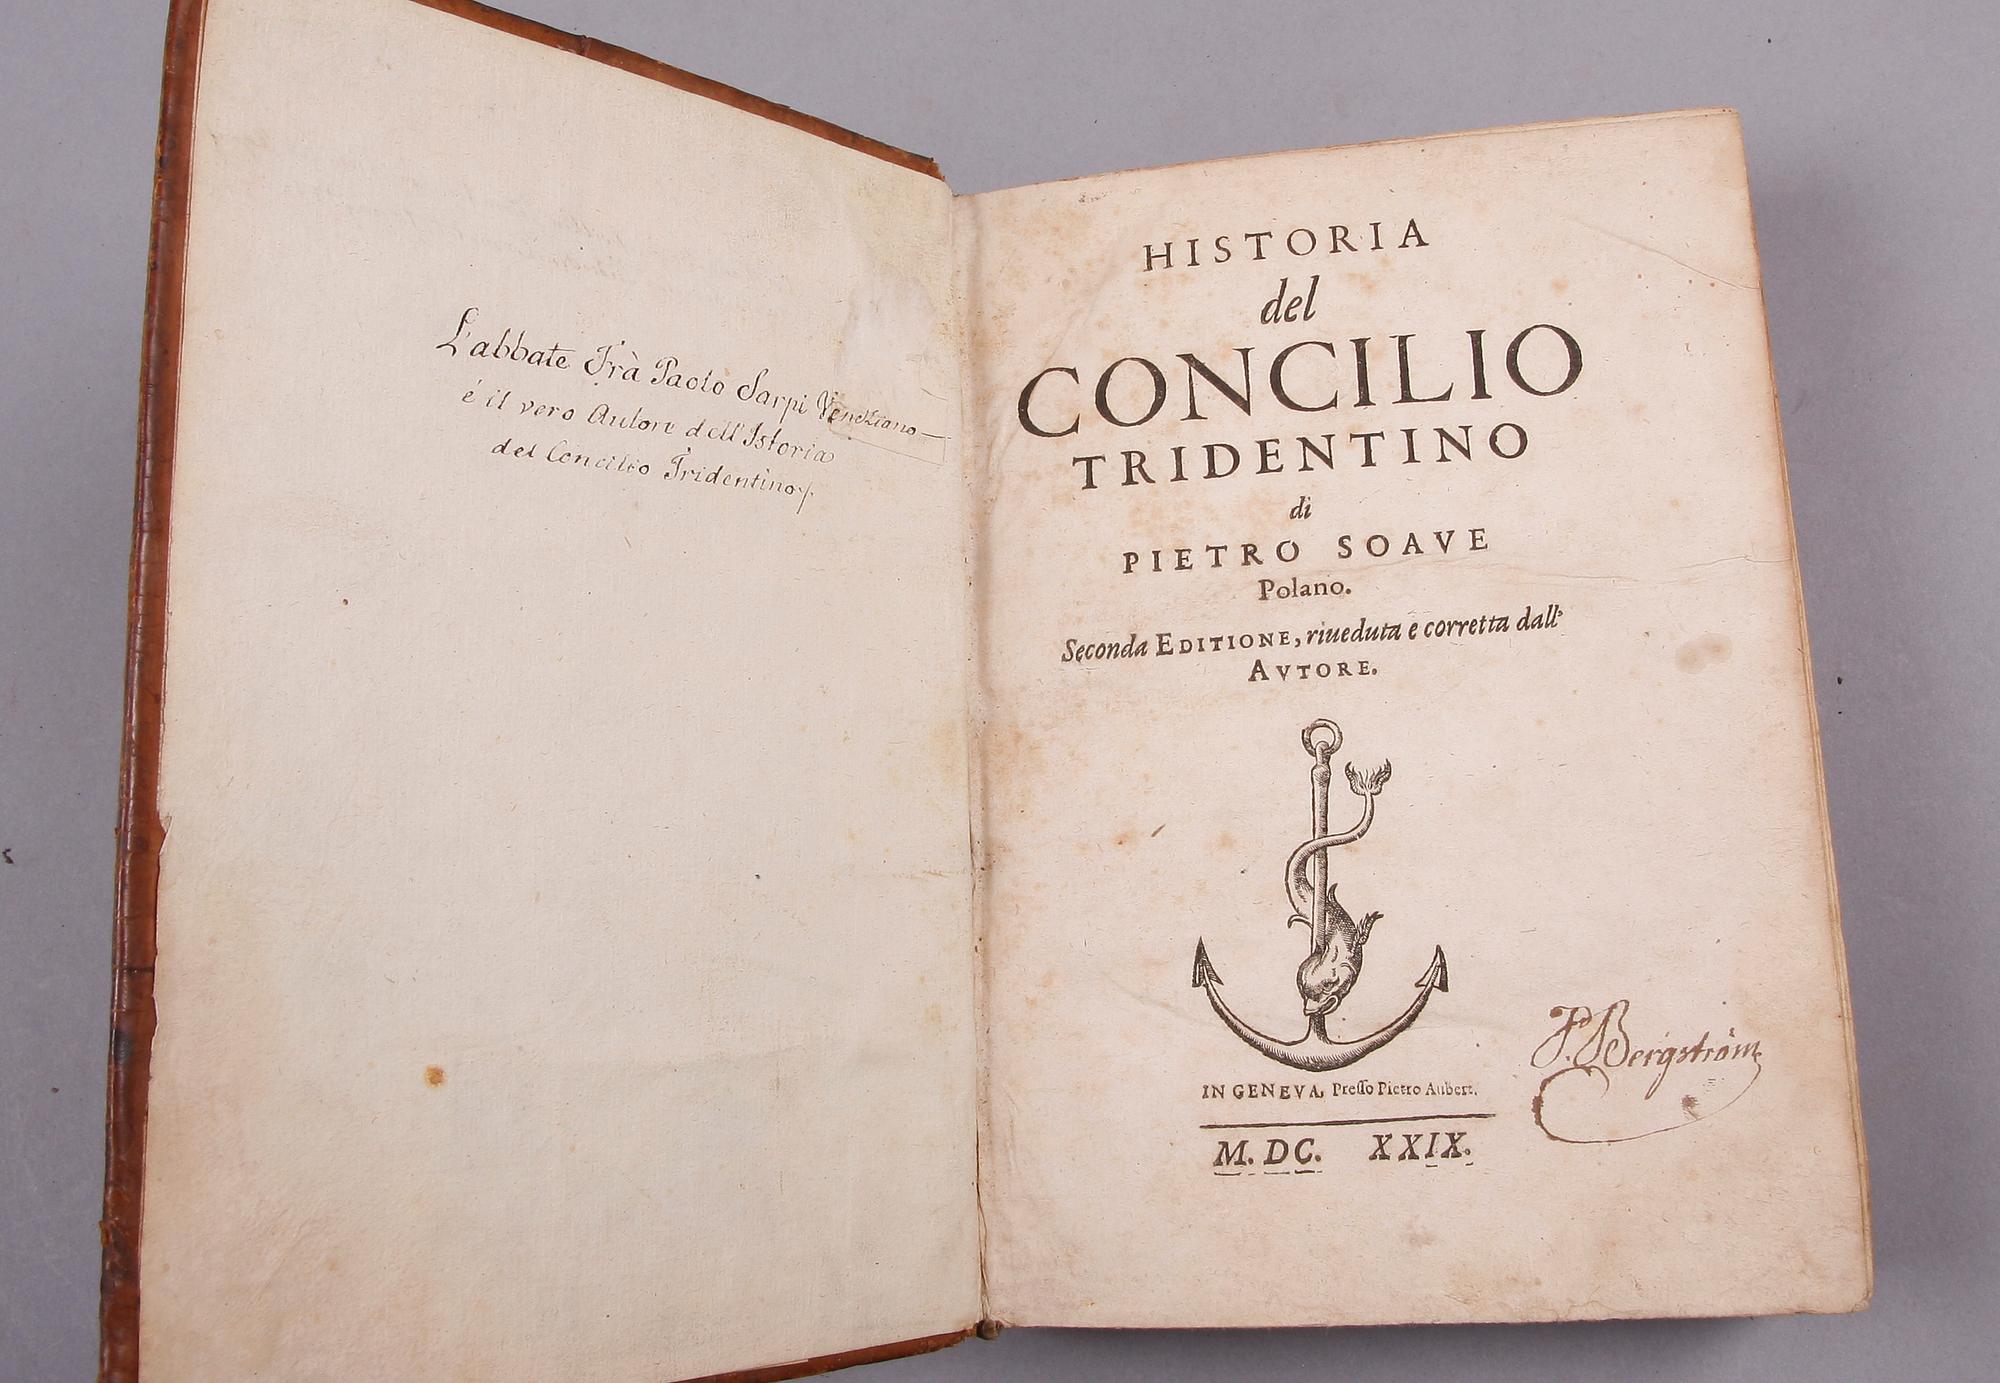 L'abbate Frà Paolo Sarpi Veneziano
é il vero Autore dell'Istoria
del Concilio Tridentino
HISTORIA
del
CONCILIO
TRIDENTINO
di
PIETRO SOAVE
Polano.
Seconda EDITIONE, riueduta e corretta dall'
AVTORE.
IN GENEVA, Presso Pietro Aubert.
M. DC. XXIX.
P. Bergström